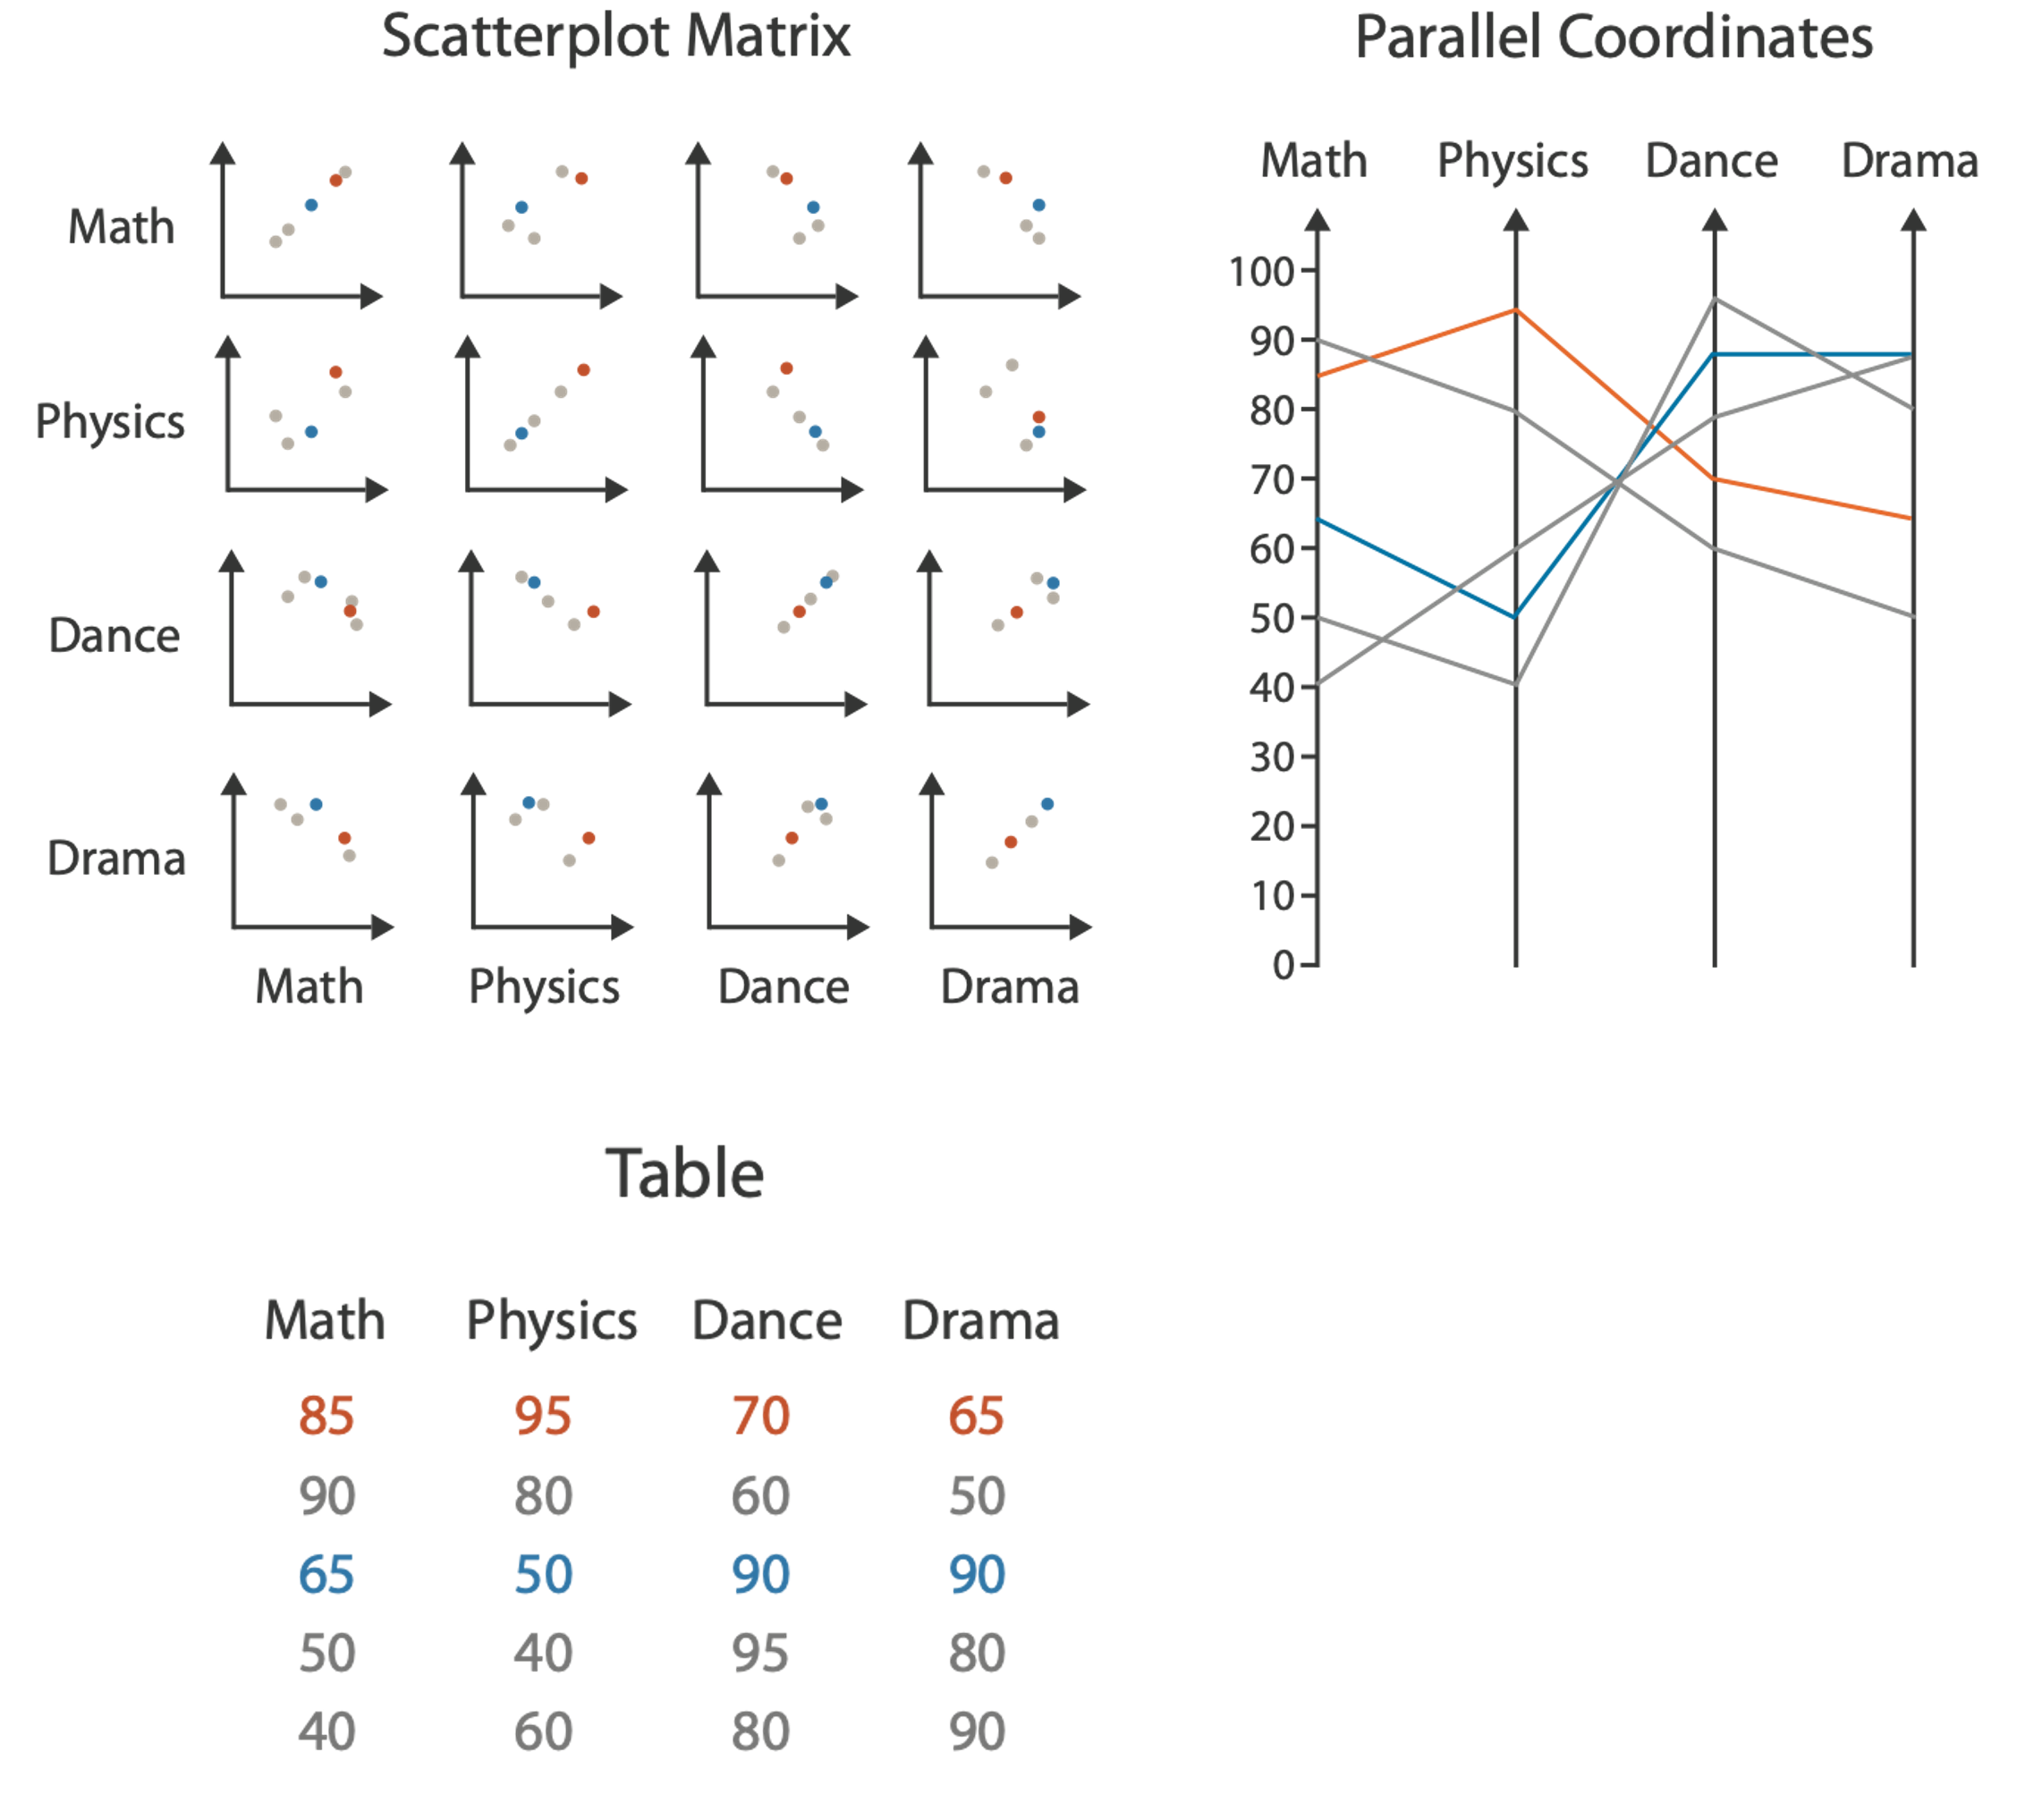 Scatterplot Matrix
Math
Physics
Dance
Drama
Math Physics Dance Drama
Parallel Coordinates
Math Physics Dance Drama
100
90
80
70
60
50
40
30
20
10
0
Table
Math Physics Dance Drama
85 95 70 65
90 80 60 50
65 50 90 90
50 40 95 80
40 60 80 90